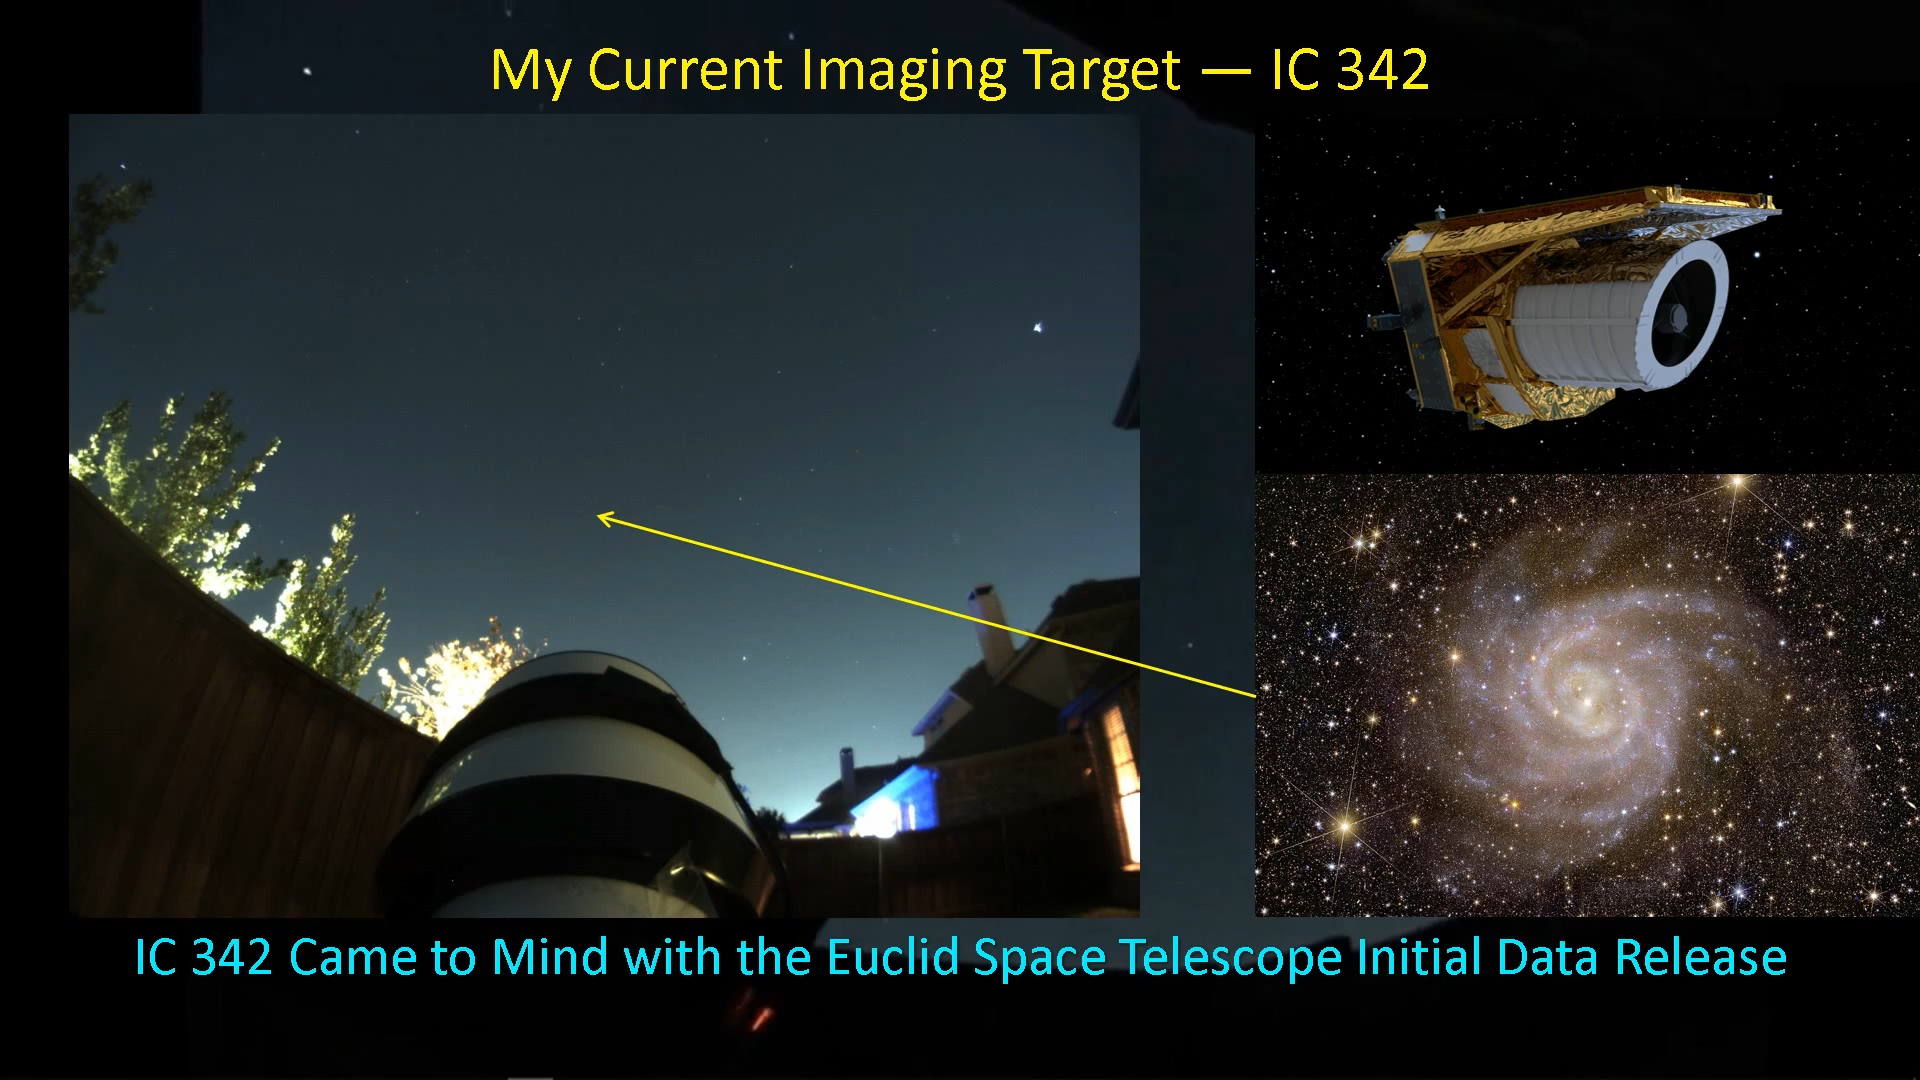 My Current Imaging Target — IC 342
IC 342 Came to Mind with the Euclid Space Telescope Initial Data Release